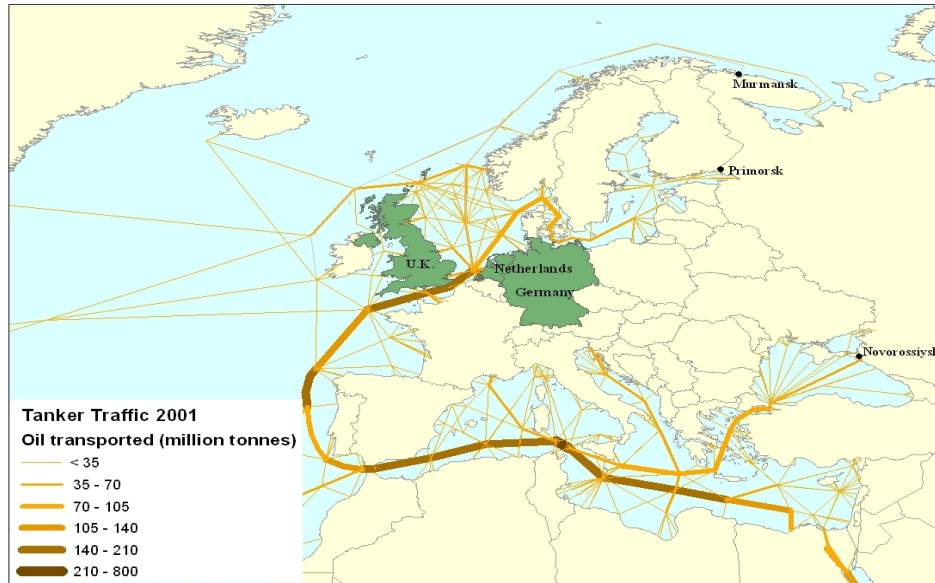 Murmansk
Primorsk
U.K.
Netherlands
Germany
Novorossiysk
Tanker Traffic 2001
Oil transported (million tonnes)
< 35
35 - 70
70 - 105
105 - 140
140 - 210
210 - 800